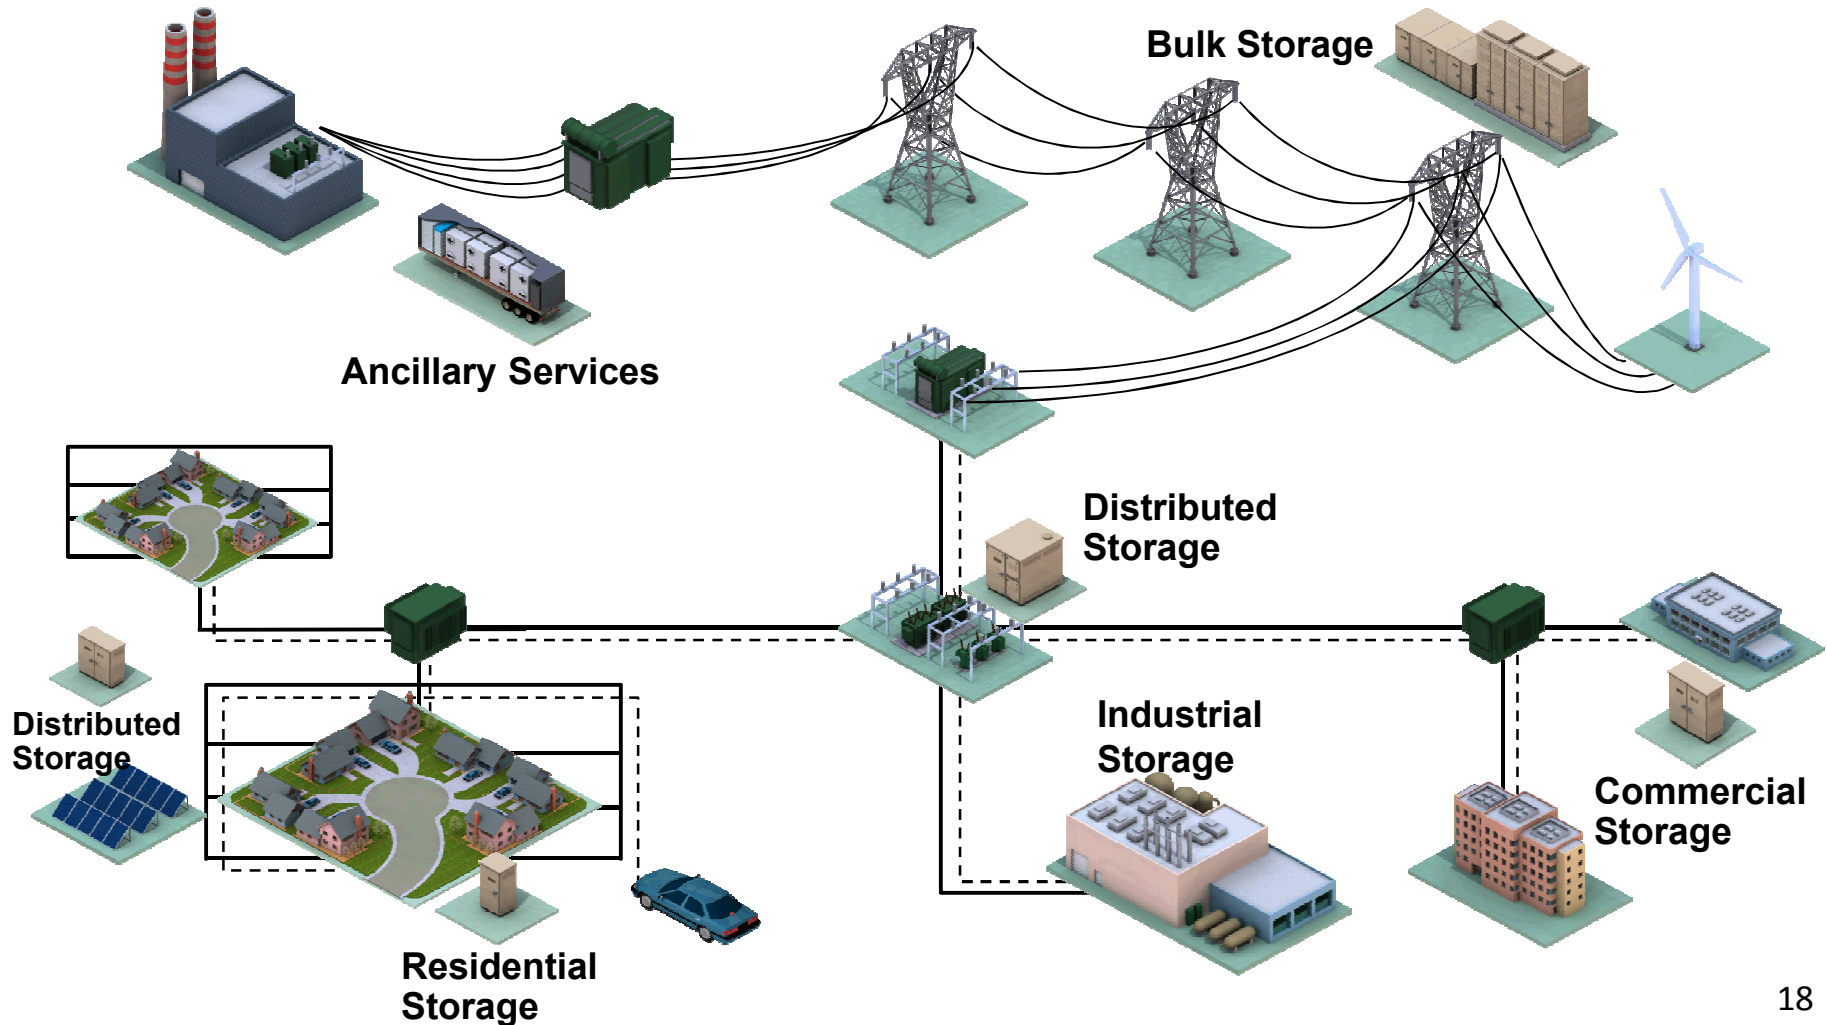 Bulk Storage
Ancillary Services
Distributed
Storage
Distributed
Storage
Industrial
Storage
Commercial
Storage
Residential
Storage
18